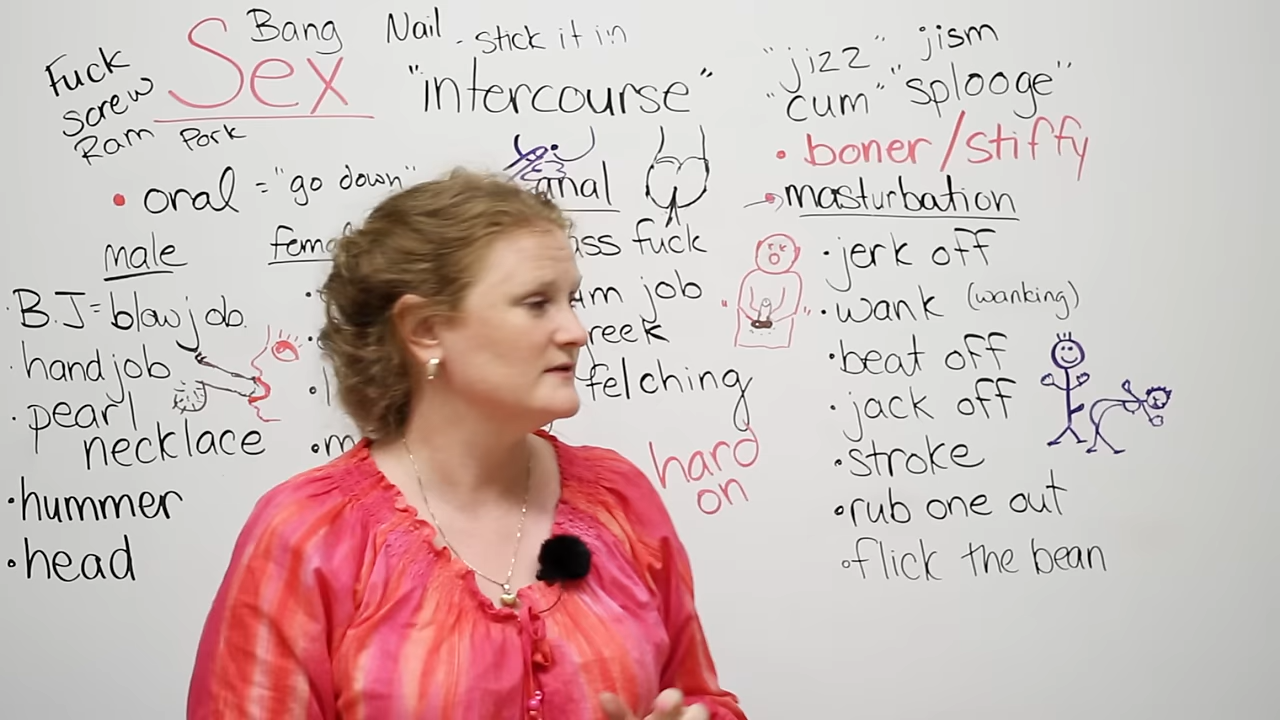 Fuck
screw
Ram
Pork
Sex
Bang
Nail
- stick it in
"intercourse"
"jizz" jism
"cum" "splooge"
• boner/stiffy
• oral = "go down"
male
B.J = blow job.
· hand job
· pearl
necklace
• hummer
• head
anal
ass fuck
job
felching
hard
on
masturbation
• jerk off
• wank (wanking)
• beat off
• jack off
• stroke
• rub one out
• flick the bean